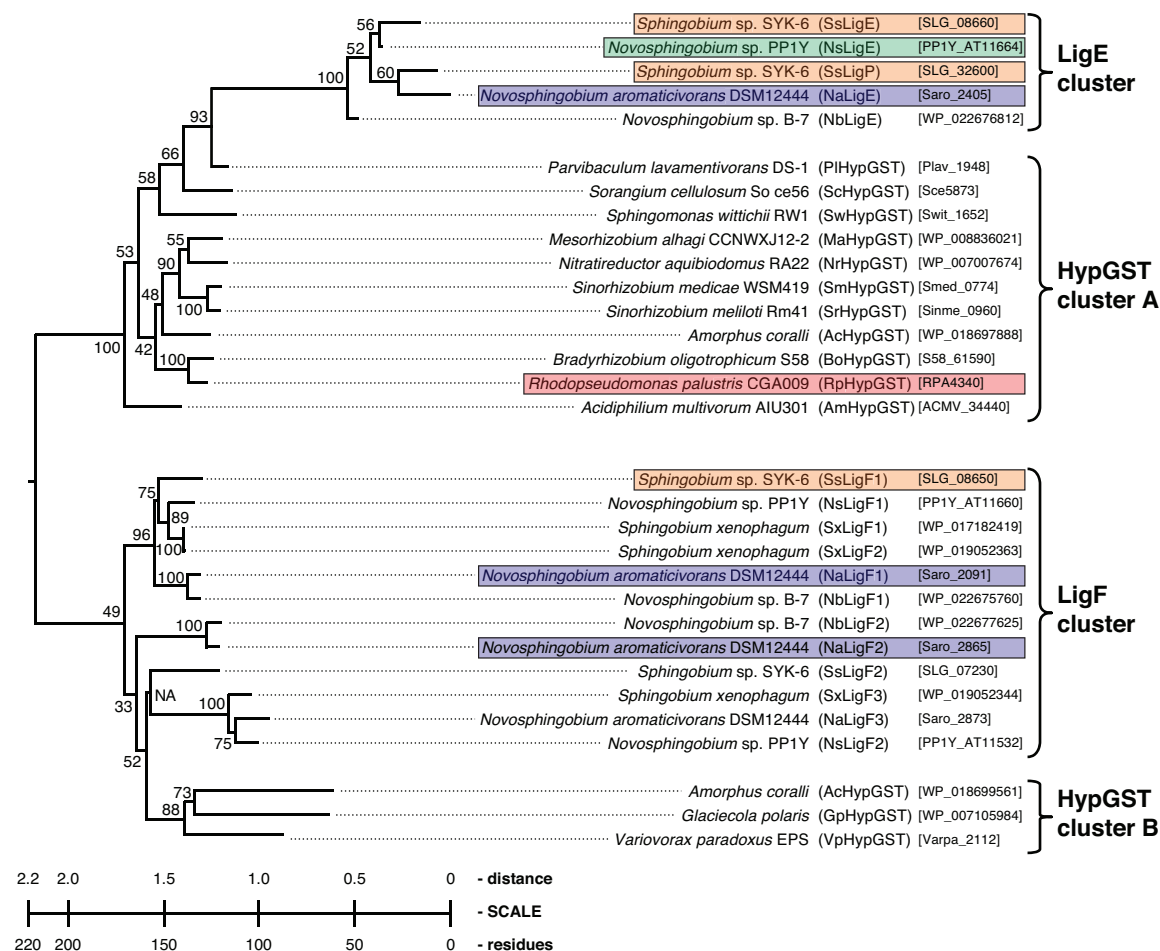 56
Sphingobium sp. SYK-6 (SsLigE) [SLG_08660]
52
Novosphingobium sp. PP1Y (NsLigE) [PP1Y_AT11664]
LigE
cluster
100
60
Sphingobium sp. SYK-6 (SsLigP) [SLG_32600]
Novosphingobium aromaticivorans DSM12444 (NaLigE) [Saro_2405]
93
Novosphingobium sp. B-7 (NbLigE) [WP_022676812]
66
Parvibaculum lavamentivorans DS-1 (PlHypGST) [Plav_1948]
58
Sorangium cellulosum So ce56 (ScHypGST) [Sce5873]
Sphingomonas wittichii RW1 (SwHypGST) [Swit_1652]
53
55
Mesorhizobium alhagi CCNWXJ12-2 (MaHypGST) [WP_008836021]
90
Nitratireductor aquibiodomus RA22 (NrHypGST) [WP_007007674]
HypGST
cluster A
48
Sinorhizobium medicae WSM419 (SmHypGST) [Smed_0774]
100
Sinorhizobium meliloti Rm41 (SrHypGST) [Sinme_0960]
Amorphus coralli (AcHypGST) [WP_018697888]
100
42
100
Bradyrhizobium oligotrophicum S58 (BoHypGST) [S58_61590]
Rhodopseudomonas palustris CGA009 (RpHypGST) [RPA4340]
Acidiphilium multivorum AIU301 (AmHypGST) [ACMV_34440]
Sphingobium sp. SYK-6 (SsLigF1) [SLG_08650]
75
Novosphingobium sp. PP1Y (NsLigF1) [PP1Y_AT11660]
89
96
Sphingobium xenophagum (SxLigF1) [WP_017182419]
100
Sphingobium xenophagum (SxLigF2) [WP_019052363]
100
Novosphingobium aromaticivorans DSM12444 (NaLigF1) [Saro_2091]
Novosphingobium sp. B-7 (NbLigF1) [WP_022675760]
LigF
cluster
49
100
Novosphingobium sp. B-7 (NbLigF2) [WP_022677625]
Novosphingobium aromaticivorans DSM12444 (NaLigF2) [Saro_2865]
Sphingobium sp. SYK-6 (SsLigF2) [SLG_07230]
NA
33
100
Sphingobium xenophagum (SxLigF3) [WP_019052344]
Novosphingobium aromaticivorans DSM12444 (NaLigF3) [Saro_2873]
75
Novosphingobium sp. PP1Y (NsLigF2) [PP1Y_AT11532]
52
73
Amorphus coralli (AcHypGST) [WP_018699561]
88
Glaciecola polaris (GpHypGST) [WP_007105984]
HypGST
cluster B
Variovorax paradoxus EPS (VpHypGST) [Varpa_2112]
2.2 2.0 1.5 1.0 0.5 0 - distance
- SCALE
220 200 150 100 50 0 - residues